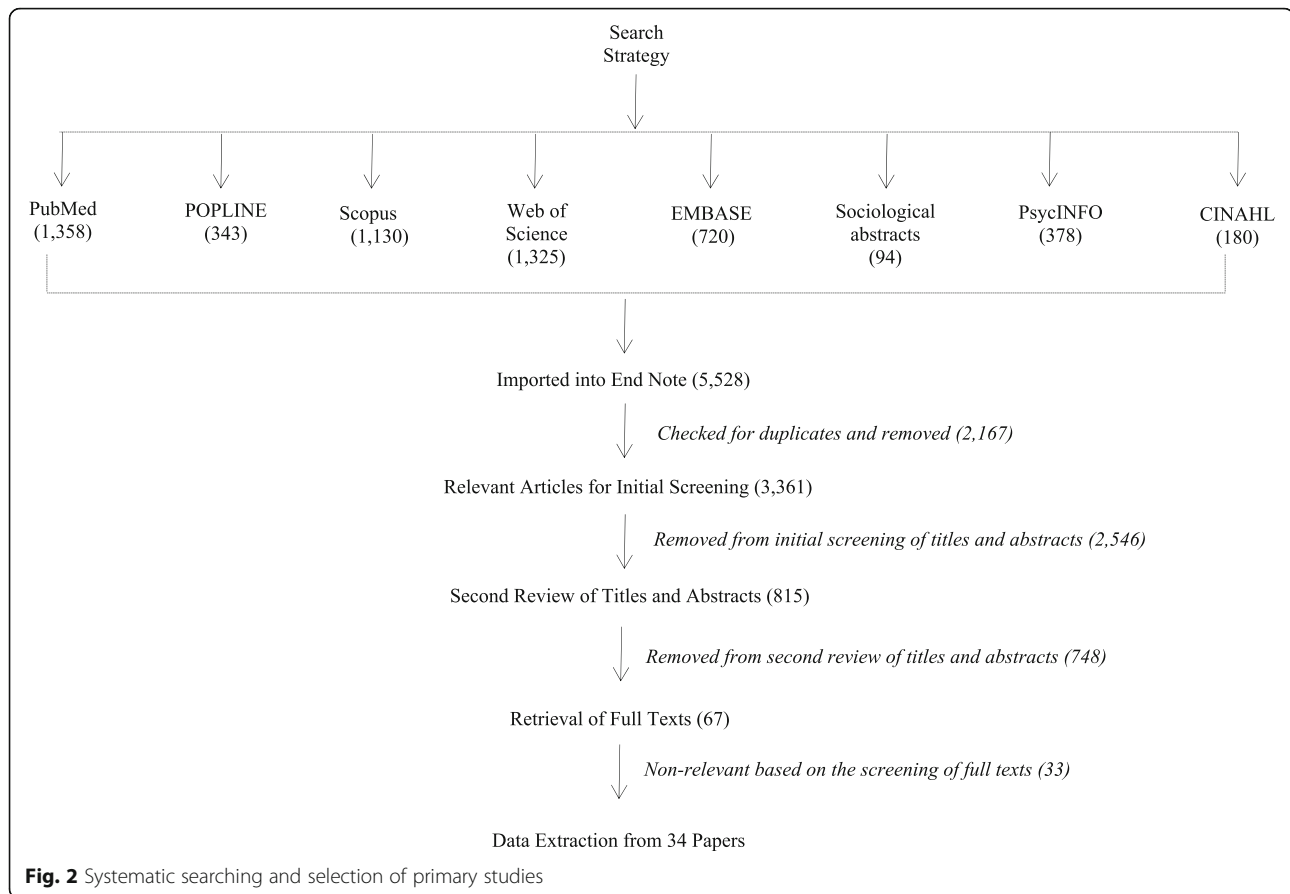 Search
Strategy
PubMed
(1,358)
POPLINE
(343)
Scopus
(1,130)
Web of
Science
(1,325)
EMBASE
(720)
Sociological
abstracts
(94)
PsycINFO
(378)
CINAHL
(180)
Imported into End Note (5,528)
Checked for duplicates and removed (2,167)
Relevant Articles for Initial Screening (3,361)
Removed from initial screening of titles and abstracts (2,546)
Second Review of Titles and Abstracts (815)
Removed from second review of titles and abstracts (748)
Retrieval of Full Texts (67)
Non-relevant based on the screening of full texts (33)
Data Extraction from 34 Papers
Fig. 2 Systematic searching and selection of primary studies